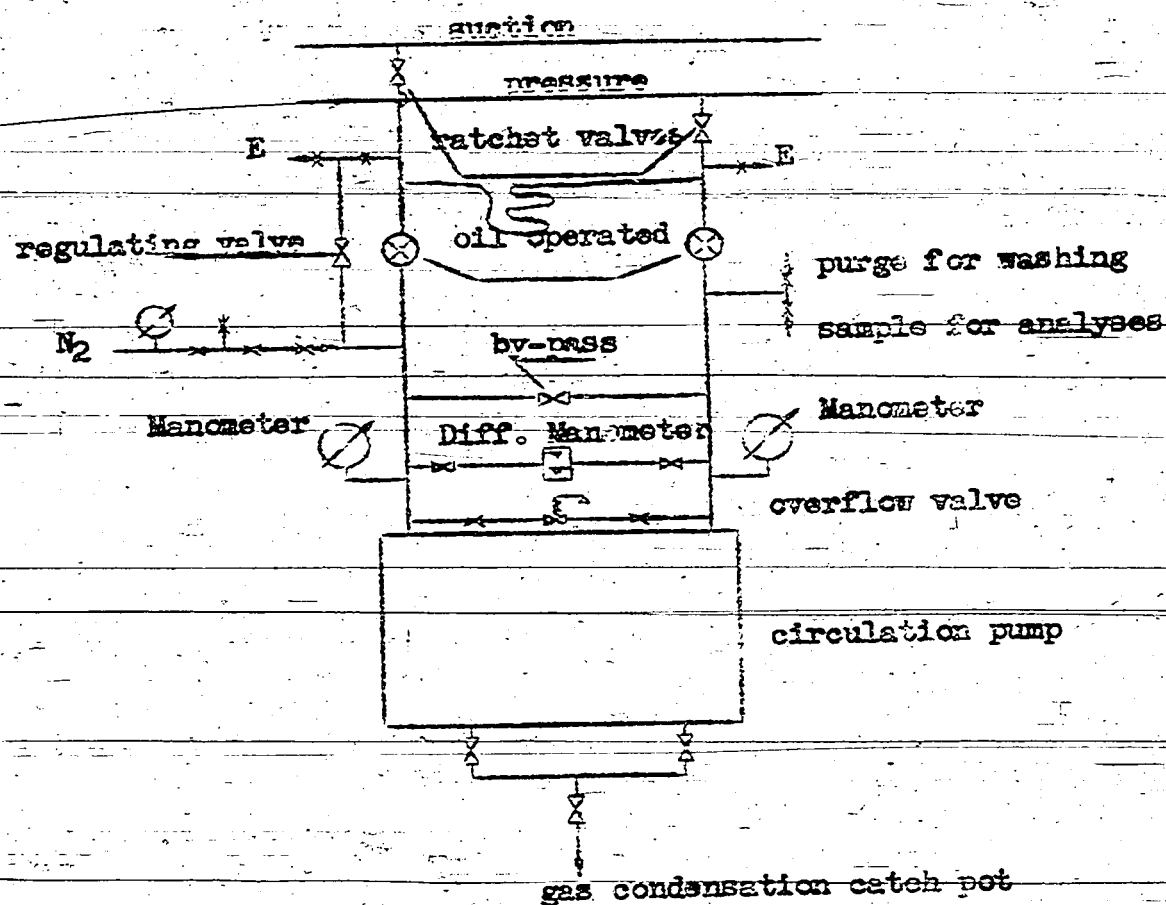 suction
pressure
ratchet valves
E
E
regulating valve
oil operated
purge for washing
sample for analyses
N2
by-pass
Manometer
Diff. Manometer
Manometer
overflow valve
circulation pump
gas condensation catch pot